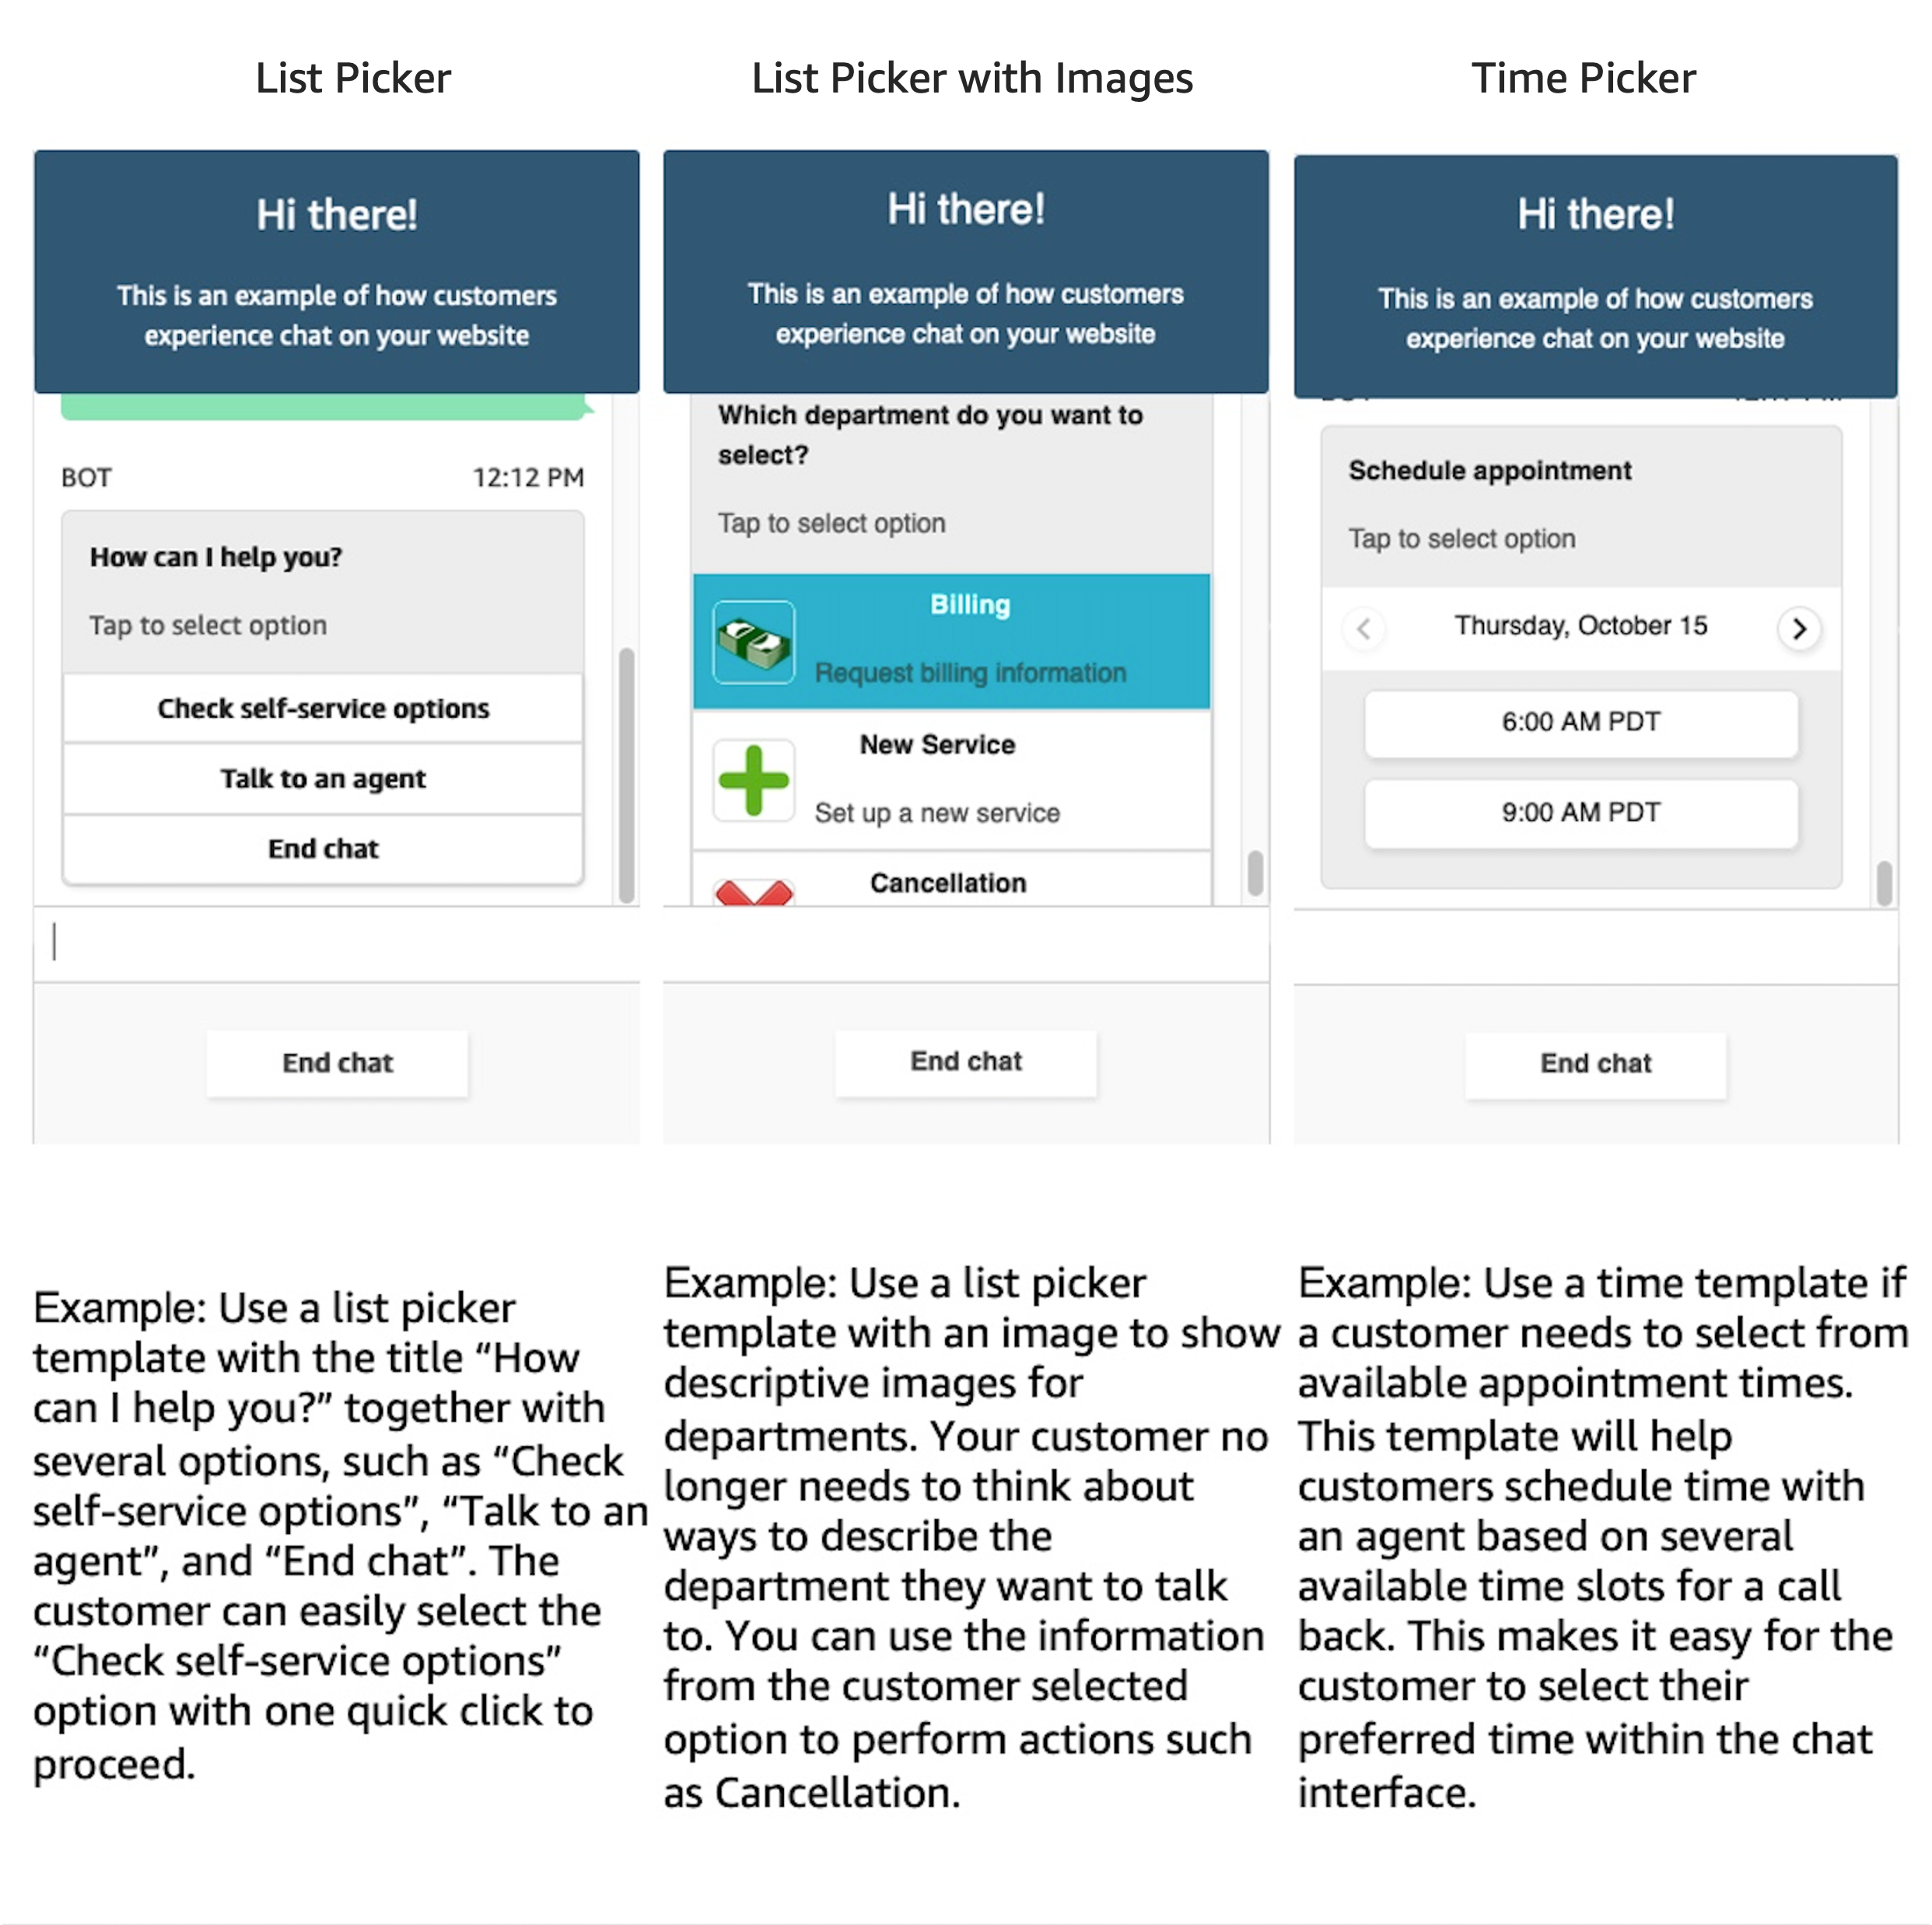 List Picker
Hi there!
This is an example of how customers
experience chat on your website
BOT 12:12 PM
How can I help you?
Tap to select option
Check self-service options
Talk to an agent
End chat
End chat
Example: Use a list picker
template with the title “How
can I help you?” together with
several options, such as “Check
self-service options”, “Talk to an
agent”, and “End chat”. The
customer can easily select the
“Check self-service options”
option with one quick click to
proceed.
List Picker with Images
Hi there!
This is an example of how customers
experience chat on your website
Which department do you want to
select?
Tap to select option
Billing
Request billing information
New Service
Set up a new service
Cancellation
End chat
Example: Use a list picker
template with an image to show
descriptive images for
departments. Your customer no
longer needs to think about
ways to describe the
department they want to talk
to. You can use the information
from the customer selected
option to perform actions such
as Cancellation.
Time Picker
Hi there!
This is an example of how customers
experience chat on your website
Schedule appointment
Tap to select option
Thursday, October 15
6:00 AM PDT
9:00 AM PDT
End chat
Example: Use a time template if
a customer needs to select from
available appointment times.
This template will help
customers schedule time with
an agent based on several
available time slots for a call
back. This makes it easy for the
customer to select their
preferred time within the chat
interface.